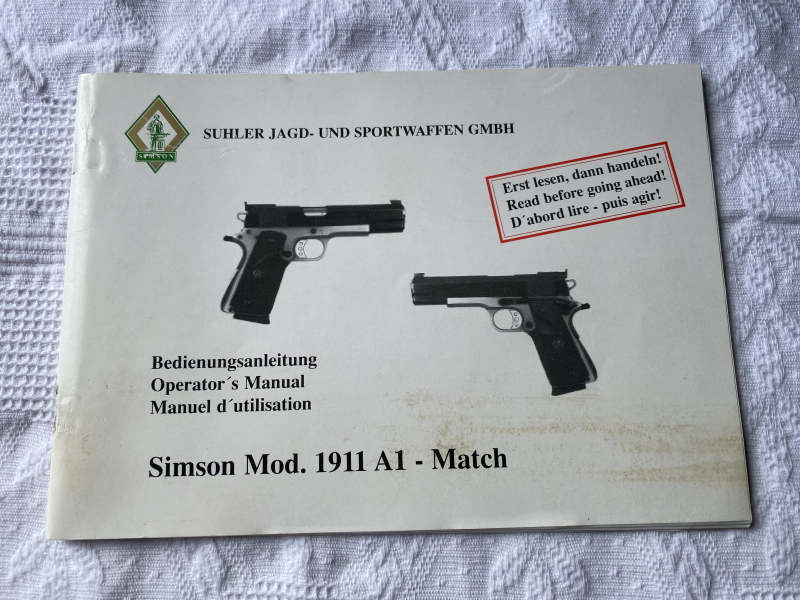 SIMSON
SUHLER JAGD- UND SPORTWAFFEN GMBH
Erst lesen, dann handeln!
Read before going ahead!
D´abord lire - puis agir!
Bedienungsanleitung
Operator´s Manual
Manuel d´utilisation
Simson Mod. 1911 A1 - Match